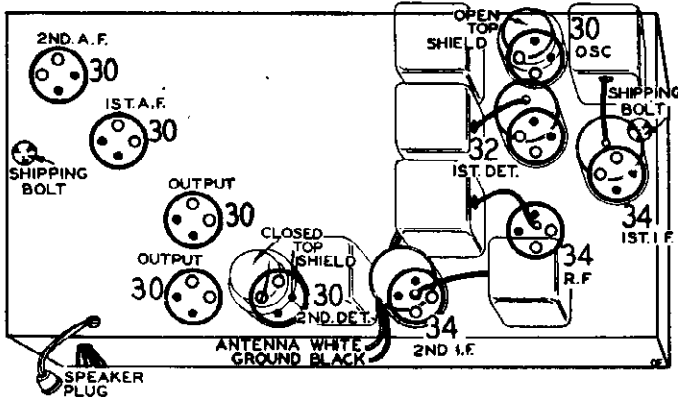 2ND. A.F.
30
1ST. A.F.
30
SHIPPING
BOLT
OUTPUT
30
OUTPUT
30
CLOSED
TOP
SHIELD
30
2ND. DET.
OPEN
TOP
SHIELD
30
OSC
SHIPPING
BOLT
32
1ST. DET.
34
1ST. I.F.
34
R.F
34
2ND I.F.
ANTENNA WHITE
GROUND BLACK
SPEAKER
PLUG